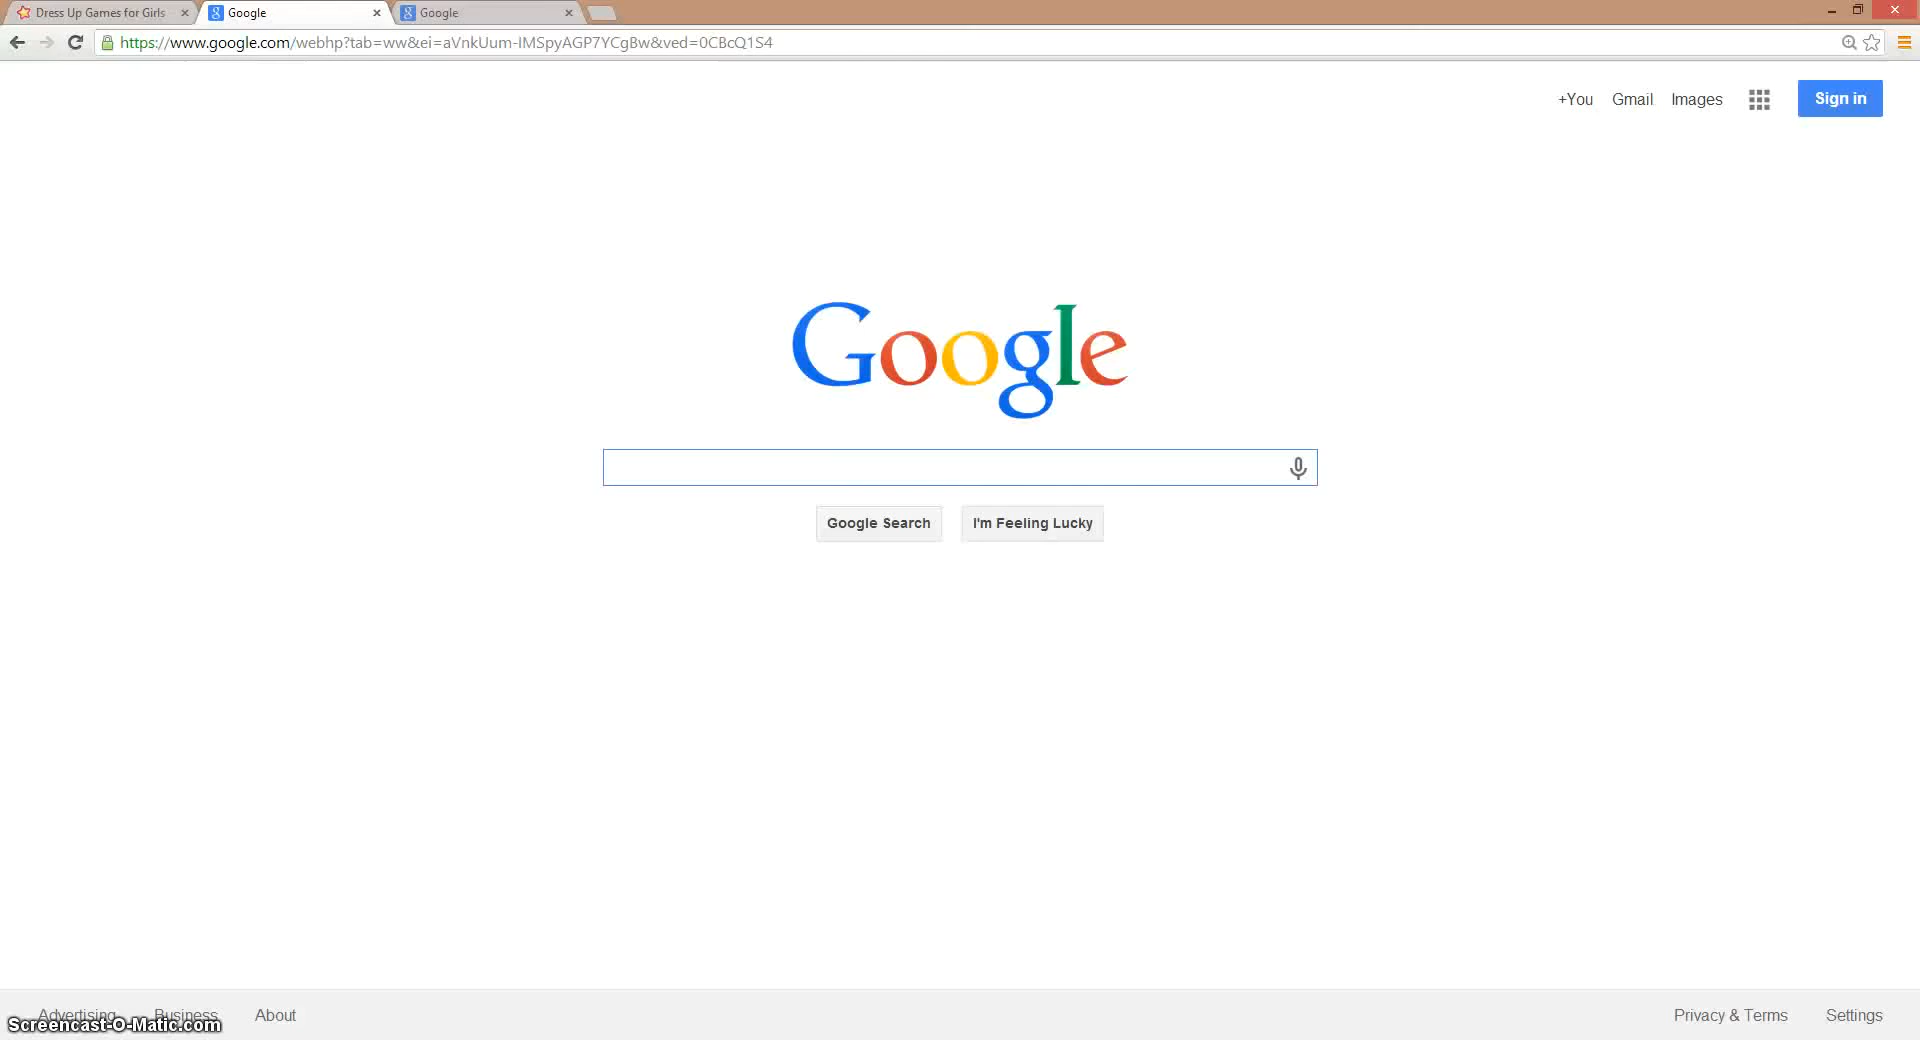 Dress Up Games for Girls
Google
Google
https://www.google.com/webhp?tab=ww&ei=aVnkUum-IMSpyAGP7YCgBw&ved=0CBcQ1S4
+You Gmail Images Sign in
Google
Google Search I'm Feeling Lucky
Advertising Business About Privacy & Terms Settings
Screencast-O-Matic.com